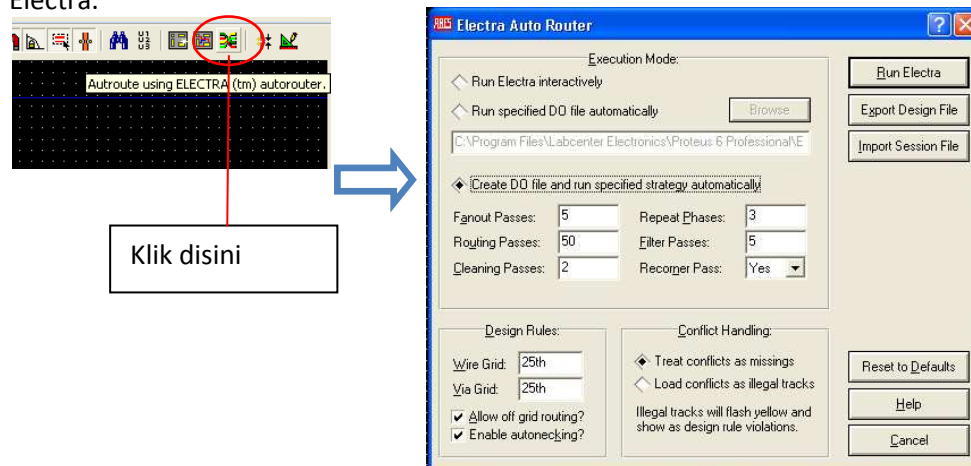 Electra.
Autroute using ELECTRA (tm) autorouter.
Klik disini
ARES Electra Auto Router
Execution Mode:
Run Electra interactively
Run specified DO file automatically
Browse
C:\Program Files\Labcenter Electronics\Proteus 6 Professional\E
Create DO file and run specified strategy automatically
Fanout Passes: 5 Repeat Phases: 3
Routing Passes: 50 Filter Passes: 5
Cleaning Passes: 2 Recorner Pass: Yes
Design Rules:
Wire Grid: 25th
Via Grid: 25th
Allow off grid routing?
Enable autonecking?
Conflict Handling:
Treat conflicts as missings
Load conflicts as illegal tracks
Illegal tracks will flash yellow and
show as design rule violations.
Run Electra
Export Design File
Import Session File
Reset to Defaults
Help
Cancel